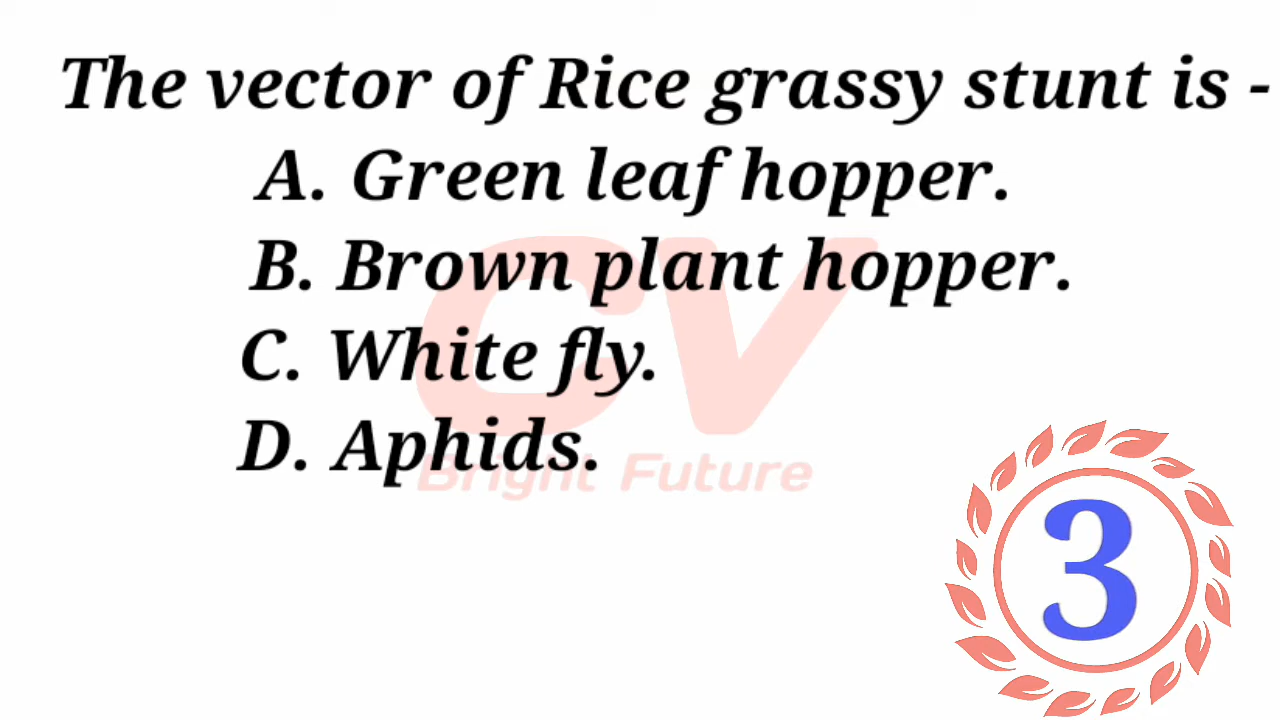 The vector of Rice grassy stunt is -
A. Green leaf hopper.
B. Brown plant hopper.
C. White fly.
D. Aphids.
CV
Bright Future
3